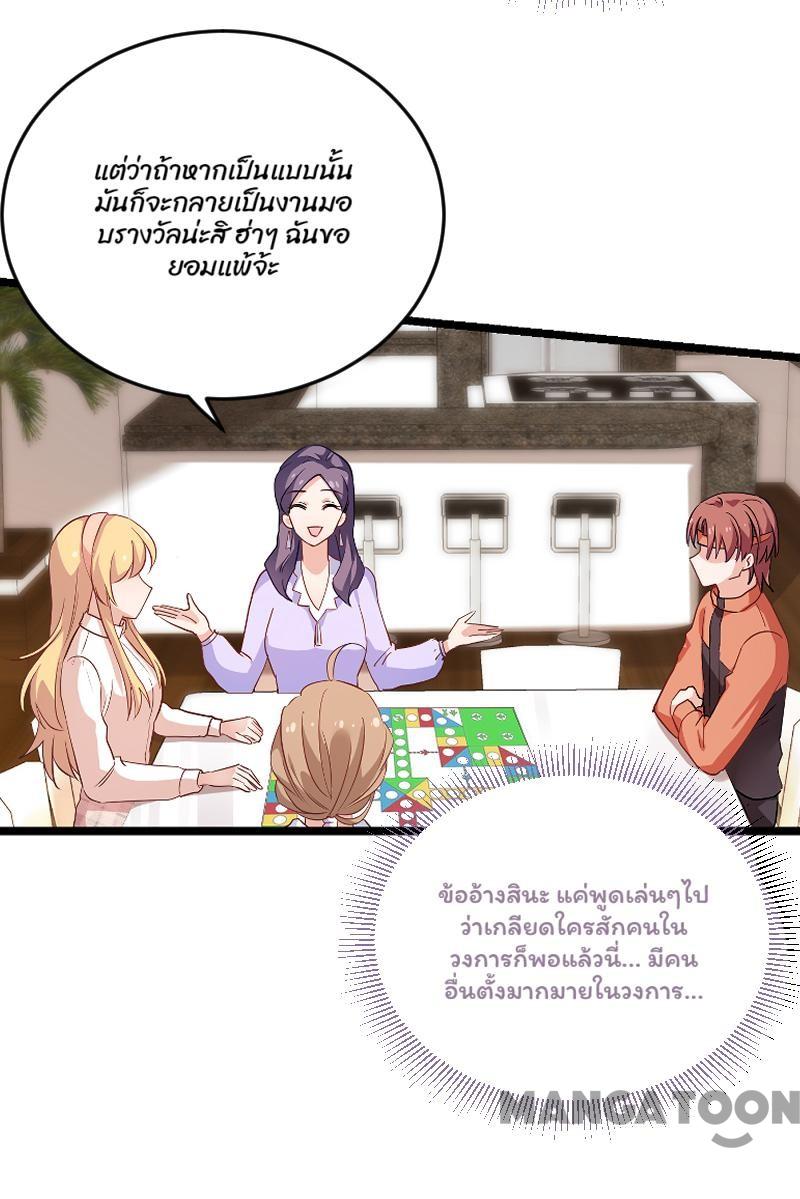 แต่ว่าถ้าหากเป็นแบบนั้น
มันก็จะกลายเป็นงานมอ
บรางวัลน่ะสิ ฮ่าๆ ฉันขอ
ยอมแพ้จ้ะ
ข้ออ้างสินะ แค่พูดเล่นๆไป
ว่าเกลียดใครสักคนใน
วงการก็พอแล้วนี่... มีคน
อื่นตั้งมากมายในวงการ...
MANGATOON